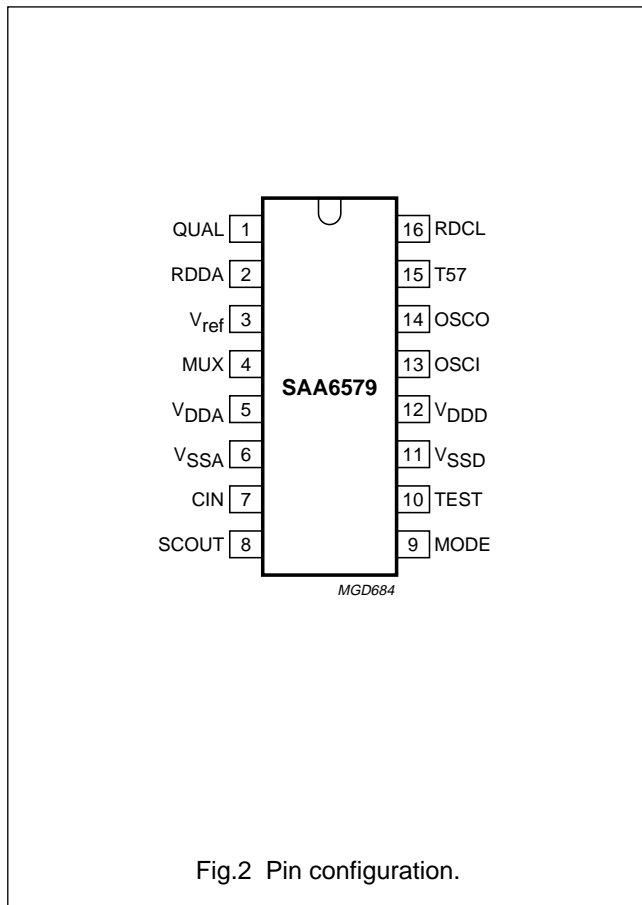 QUAL 1 16 RDCL
RDDA 2 15 T57
Vref 3 14 OSCO
MUX 4 13 OSCI
SAA6579
VDDA 5 12 VDDD
VSSA 6 11 VSSD
CIN 7 10 TEST
SCOUT 8 9 MODE
MGD684
Fig.2 Pin configuration.